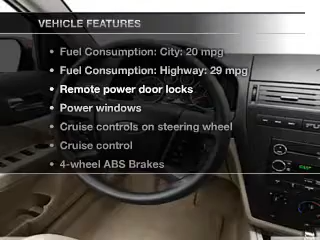 VEHICLE FEATURES
• Fuel Consumption: City: 20 mpg
• Fuel Consumption: Highway: 29 mpg
• Remote power door locks
• Power windows
• Cruise controls on steering wheel
• Cruise control
• 4-wheel ABS Brakes